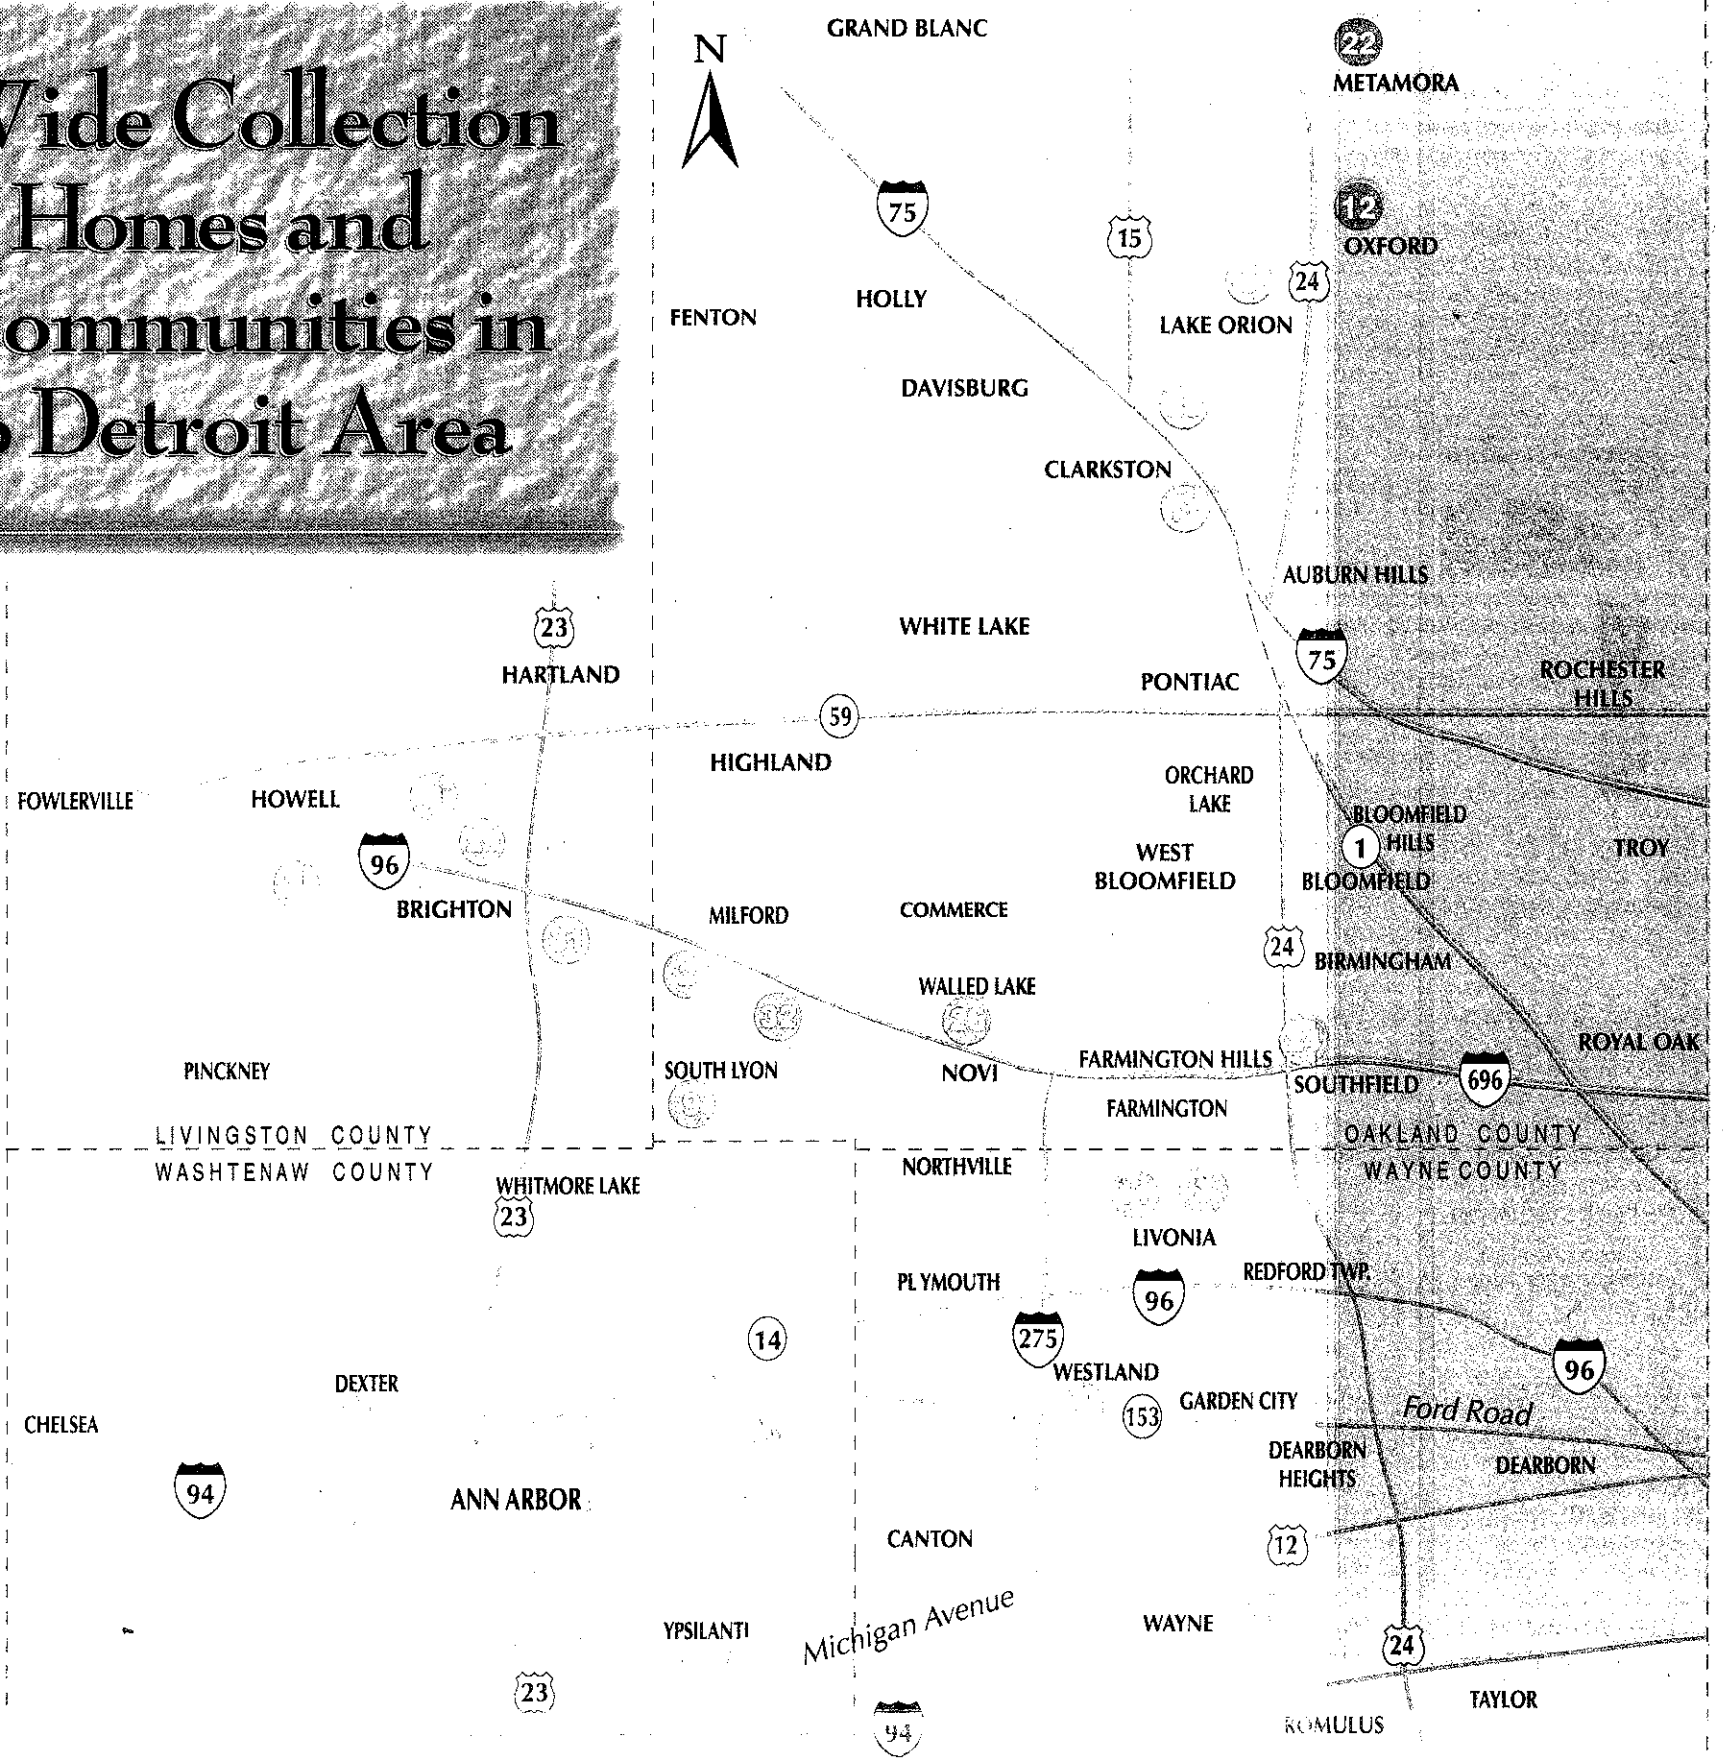 Wide Collection
Homes and
ommunities in
o Detroit Area
N
GRAND BLANC
22
METAMORA
75
15
12
OXFORD
24
HOLLY
FENTON
LAKE ORION
DAVISBURG
CLARKSTON
AUBURN HILLS
23
WHITE LAKE
75
HARTLAND
PONTIAC
ROCHESTER
HILLS
59
HIGHLAND
ORCHARD
LAKE
FOWLERVILLE
HOWELL
BLOOMFIELD
HILLS
1
TROY
96
WEST
BLOOMFIELD
BLOOMFIELD
BRIGHTON
MILFORD
COMMERCE
24
BIRMINGHAM
WALLED LAKE
32
ROYAL OAK
PINCKNEY
SOUTH LYON
NOVI
FARMINGTON HILLS
SOUTHFIELD
696
9
FARMINGTON
LIVINGSTON COUNTY
OAKLAND COUNTY
WASHTENAW COUNTY
WAYNE COUNTY
NORTHVILLE
WHITMORE LAKE
23
LIVONIA
PLYMOUTH
REDFORD TWP.
96
14
275
96
WESTLAND
DEXTER
153
GARDEN CITY
Ford Road
CHELSEA
DEARBORN
HEIGHTS
DEARBORN
94
ANN ARBOR
CANTON
12
YPSILANTI
Michigan Avenue
WAYNE
24
23
TAYLOR
94
ROMULUS